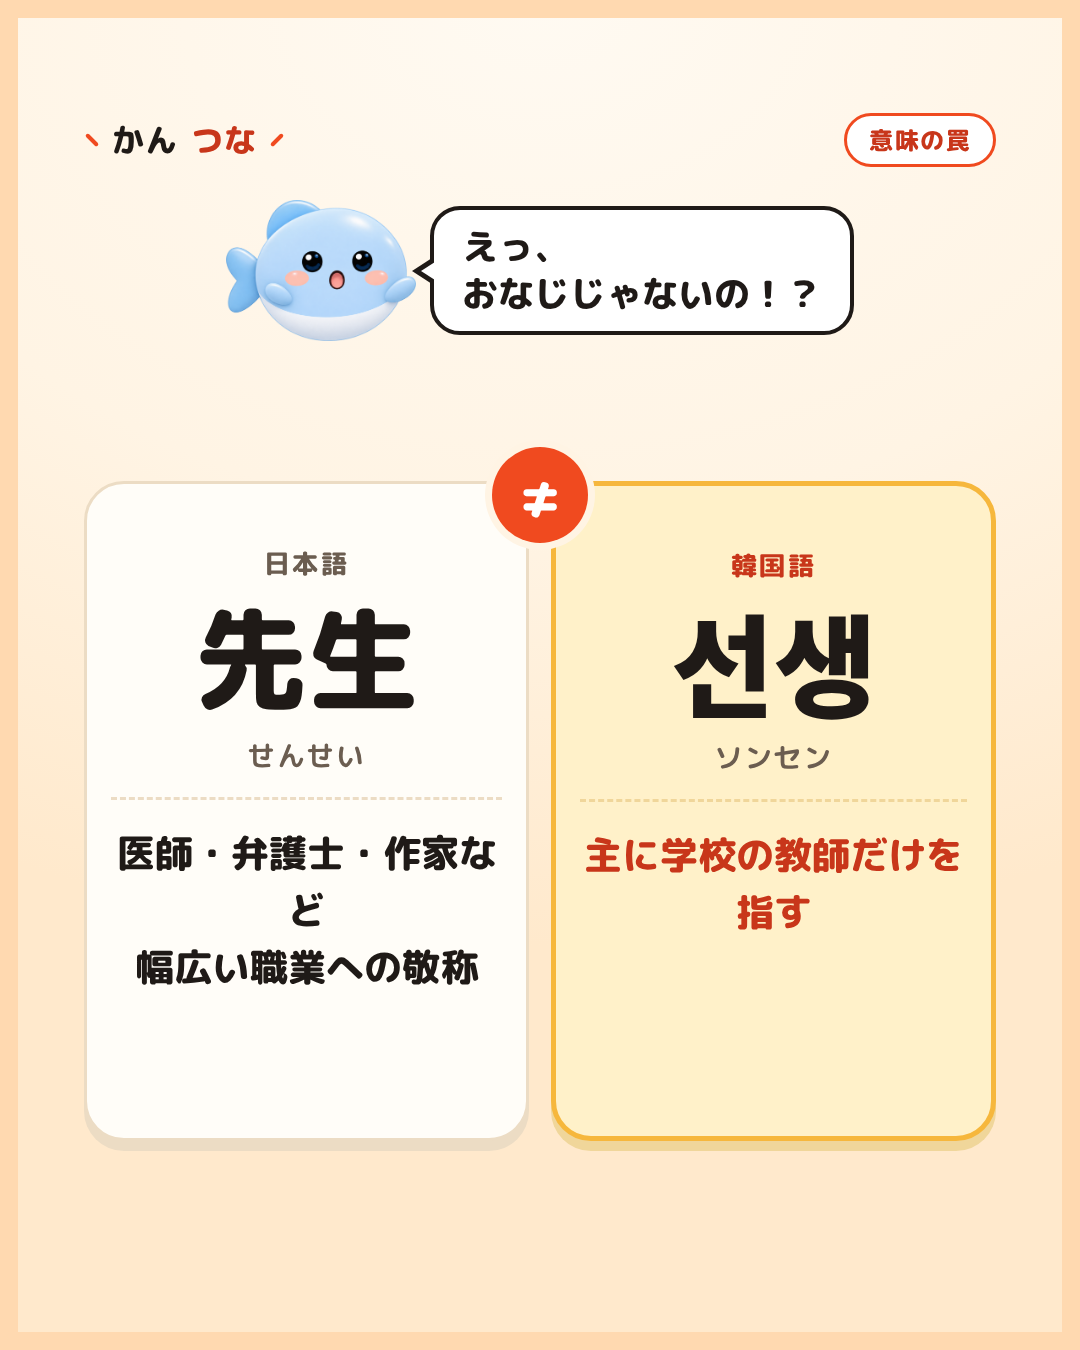 かん つな
意味の罠
えっ、
おなじじゃないの！？
≠
日本語
先生
せんせい
医師・弁護士・作家な
ど
幅広い職業への敬称
韓国語
선생
ソンセン
主に学校の教師だけを
指す